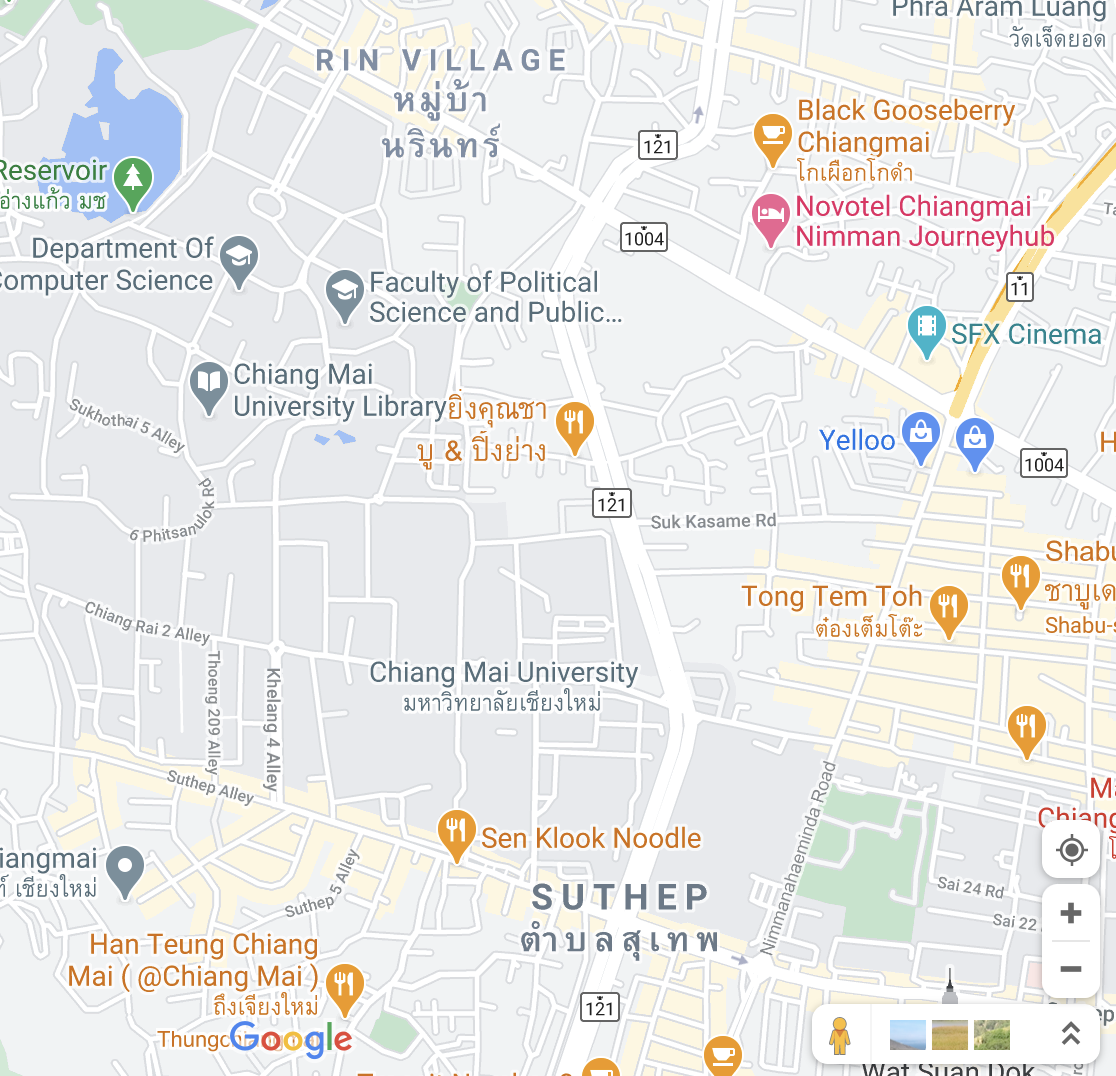 Phra Aram Luang
วัดเจ็ดยอด
RIN VILLAGE
หมู่บ้า
นรินทร์
Black Gooseberry
Chiangmai
โกเผือกโกดำ
121
Reservoir
อ่างแก้ว มช
Novotel Chiangmai
Nimman Journeyhub
1004
Department Of
Computer Science
Faculty of Political
Science and Public...
11
SFX Cinema
Chiang Mai
University Library
ยิ่งคุณชา
บู & ปิ้งย่าง
Sukhothai 5 Alley
Yelloo
1004
121
6 Phitsanulok Rd
Suk Kasame Rd
Shabu
ชาบูเด
Shabu-s
Tong Tem Toh
ต๋องเต็มโต๊ะ
Chiang Rai 2 Alley
Thoeng 209 Alley
Khelang 4 Alley
Chiang Mai University
มหาวิทยาลัยเชียงใหม่
Suthep Alley
Nimmanahaeminda Road
Ma
Chiang
Sen Klook Noodle
iangmai
ท์ เชียงใหม่
Suthep 5 Alley
SUTHEP
ตำบลสุเทพ
Sai 24 Rd
Sai 22
Han Teung Chiang
Mai ( @Chiang Mai )
ถึงเจียงใหม่
121
Google
Wat Suan Dok